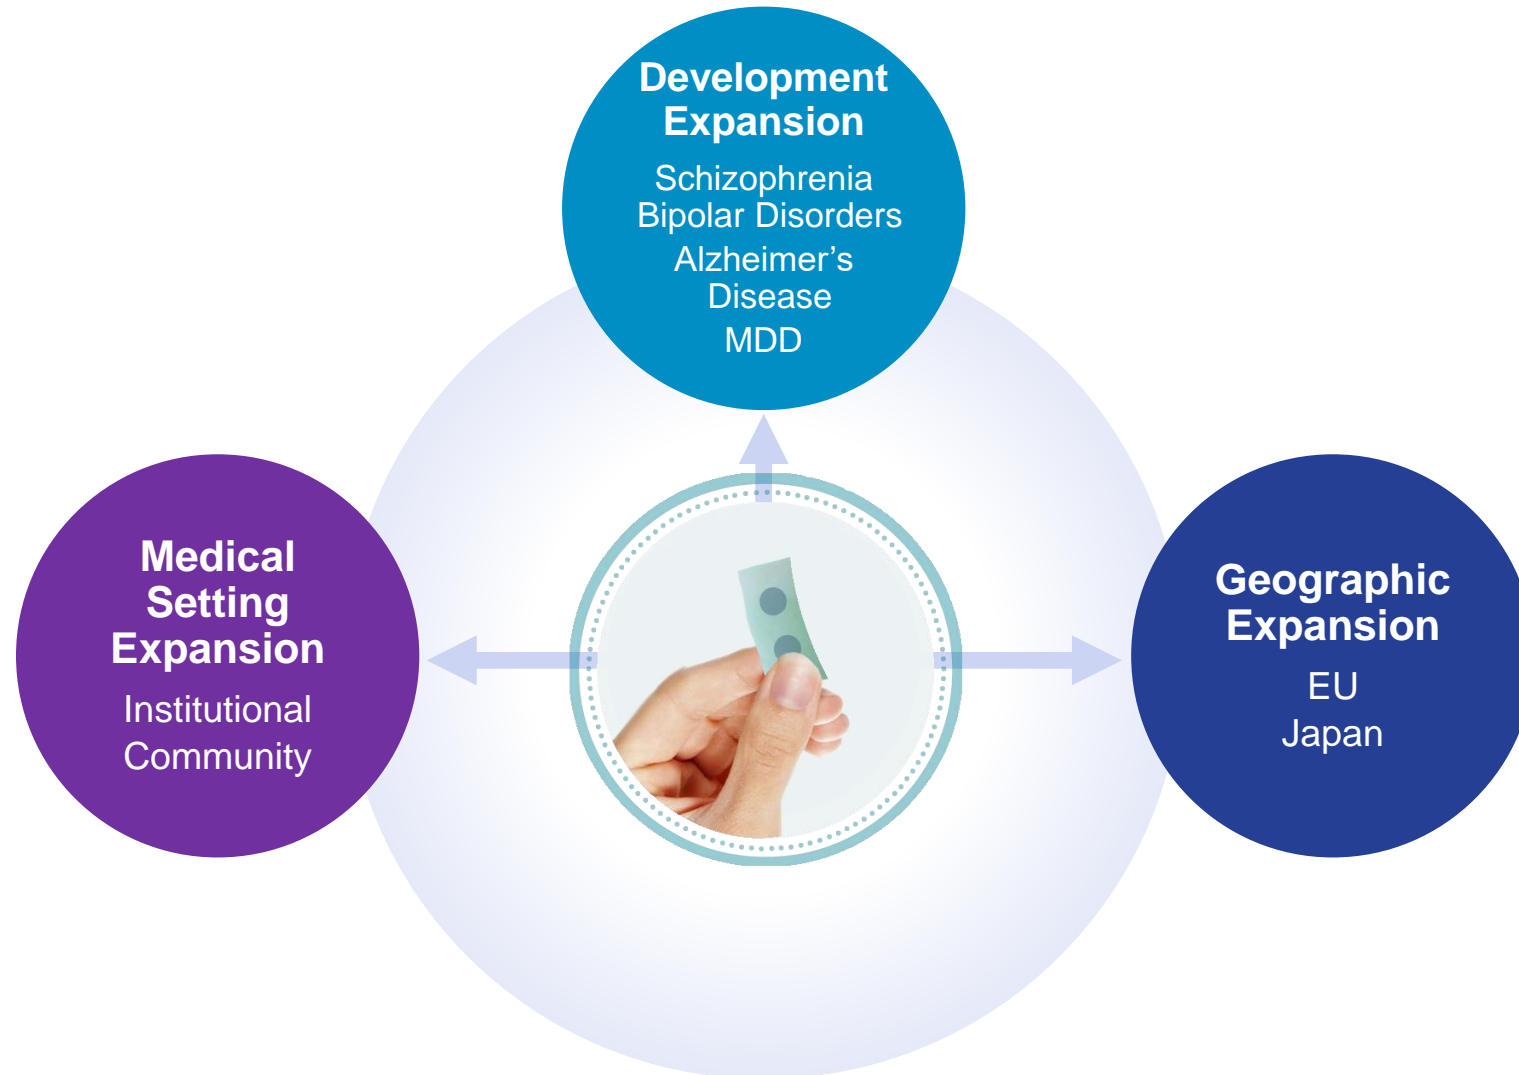 Development
Expansion
Schizophrenia
Bipolar Disorders
Alzheimer’s
Disease
MDD
Medical
Setting
Expansion
Institutional
Community
Geographic
Expansion
EU
Japan